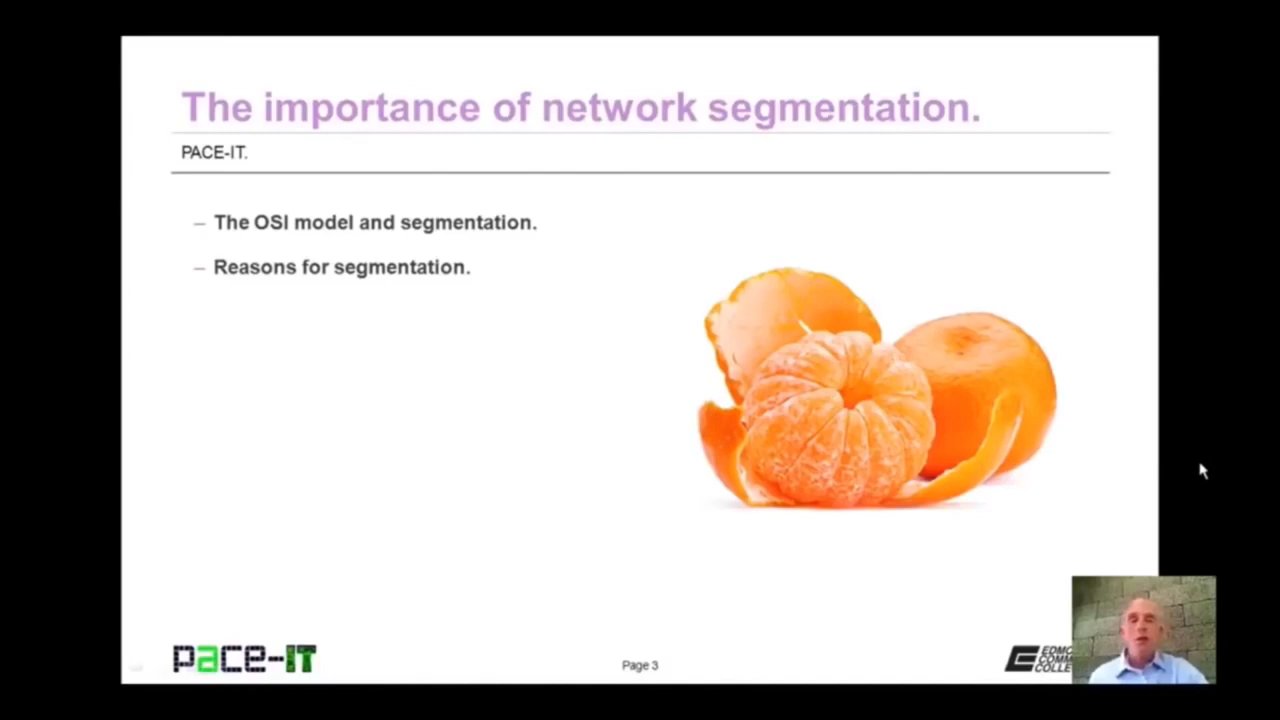 The importance of network segmentation.
PACE-IT.
– The OSI model and segmentation.
– Reasons for segmentation.
pace-IT
Page 3